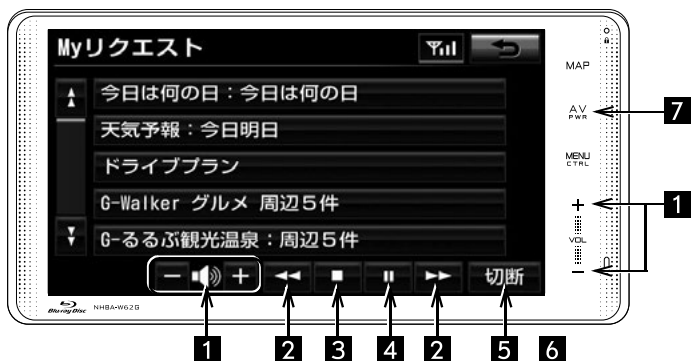 Myリクエスト
MAP
今日は何の日：今日は何の日
AV
PWR
7
天気予報：今日明日
ドライブプラン
MENU
CTRL
G-Walker グルメ 周辺5件
+
1
VOL
G-るるぶ観光温泉：周辺5件
−
− + 切断
Blu-ray Disc NHBA-W62G
1 2 3 4 2 5 6